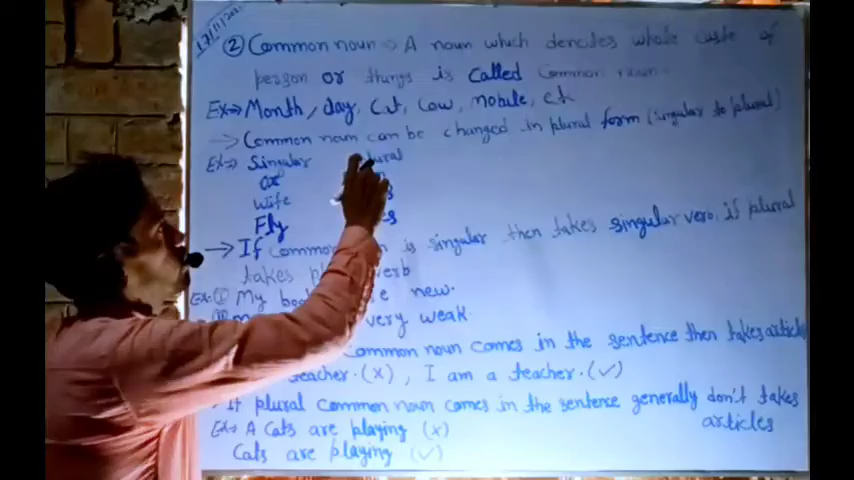 17/11/202
② Common noun → A noun which denotes whole caste of
person or things is called common noun.
Ex→ Month, day, Cat, Cow, mobile, etc
→ Common noun can be changed in plural form (singular to plural)
Ex→ Singular plural
Wife
Fly
→ If common is singular then takes singular verb, if plural
takes verb
Ex:① My new.
very weak.
common noun comes in the sentence then takes article
teacher. (×), I am a teacher. (✓)
If plural common noun comes in the sentence generally don't takes
articles
Ex→ A Cats are playing (×)
Cats are playing (✓)